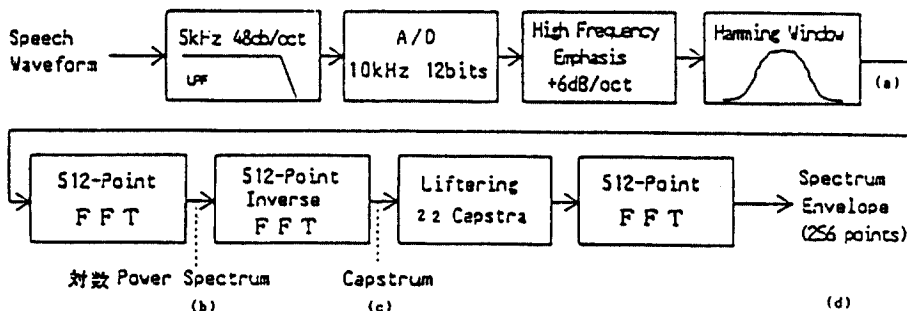 Speech
Waveform
5kHz 48db/oct
LPF
A/D
10kHz 12bits
High Frequency
Emphasis
+6dB/oct
Hamming Window
(a)
512-Point
FFT
512-Point
Inverse
FFT
Liftering
22 Capstra
512-Point
FFT
Spectrum
Envelope
(256 points)
対数 Power Spectrum
(b)
Capstrum
(c)
(d)